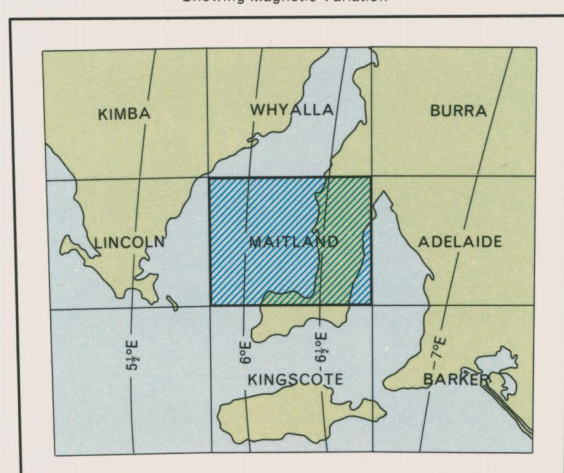 Showing Magnetic Variation
KIMBA
WHYALLA
BURRA
LINCOLN
MAITLAND
ADELAIDE
5½°E
6°E
6½°E
7°E
KINGSCOTE
BARKER